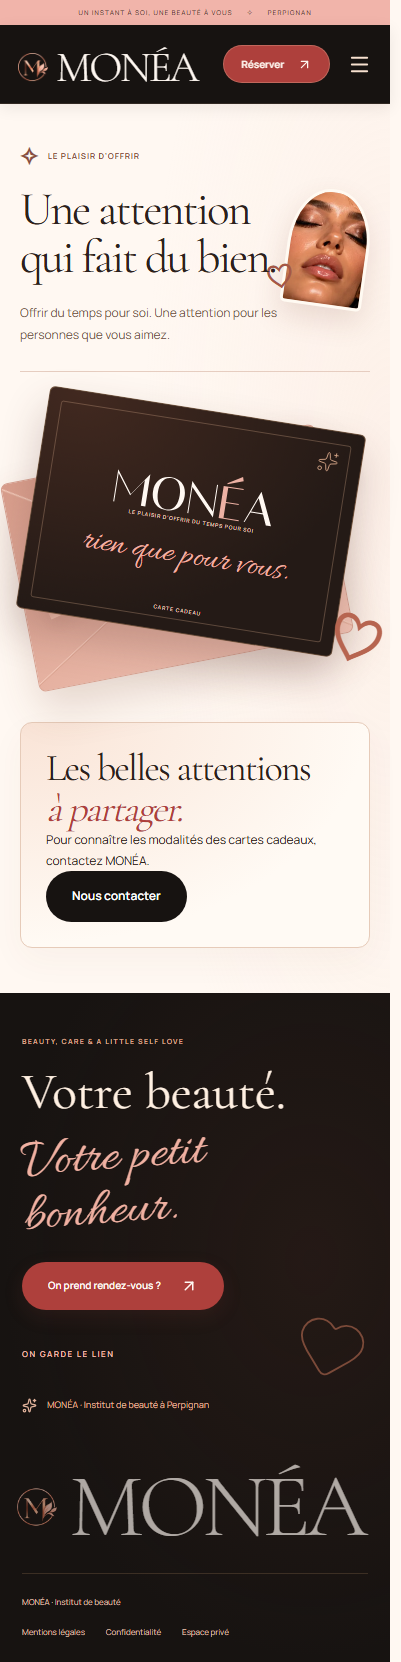 UN INSTANT À SOI, UNE BEAUTÉ À VOUS ✧ PERPIGNAN
M MONÉA Réserver
LE PLAISIR D'OFFRIR
Une attention
qui fait du bien.
Offrir du temps pour soi. Une attention pour les
personnes que vous aimez.
MONÉA
LE PLAISIR D'OFFRIR DU TEMPS POUR SOI
rien que pour vous.
CARTE CADEAU
Les belles attentions
à partager.
Pour connaître les modalités des cartes cadeaux,
contactez MONÉA.
Nous contacter
BEAUTY, CARE & A LITTLE SELF LOVE
Votre beauté.
Votre petit
bonheur.
On prend rendez-vous ?
ON GARDE LE LIEN
MONÉA · Institut de beauté à Perpignan
M MONÉA
MONÉA · Institut de beauté
Mentions légales Confidentialité Espace privé